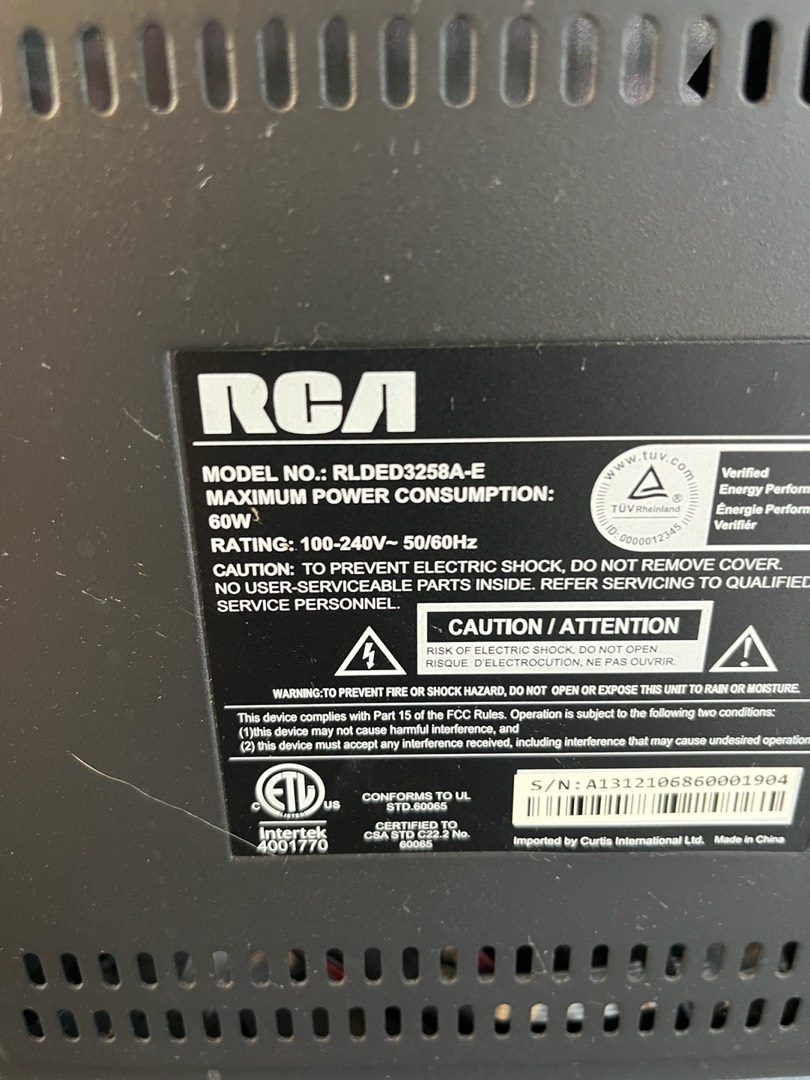 RCA
MODEL NO.: RLDED3258A-E
MAXIMUM POWER CONSUMPTION:
60W
RATING: 100-240V~ 50/60Hz
www.tuv.com
TÜVRheinland
®
ID: 0000012345
Verified
Energy Perform
Énergie Perform
Verifiér
CAUTION: TO PREVENT ELECTRIC SHOCK, DO NOT REMOVE COVER.
NO USER-SERVICEABLE PARTS INSIDE. REFER SERVICING TO QUALIFIED
SERVICE PERSONNEL.
CAUTION / ATTENTION
RISK OF ELECTRIC SHOCK, DO NOT OPEN
RISQUE D'ELECTROCUTION, NE PAS OUVRIR.
WARNING:TO PREVENT FIRE OR SHOCK HAZARD, DO NOT OPEN OR EXPOSE THIS UNIT TO RAIN OR MOISTURE.
This device complies with Part 15 of the FCC Rules. Operation is subject to the following two conditions:
(1)this device may not cause harmful interference, and
(2) this device must accept any interference received, including interference that may cause undesired operation
C ETL US
LISTED
Intertek
4001770
CONFORMS TO UL
STD.60065
CERTIFIED TO
CSA STD C22.2 No.
60065
S/N: A1312106860001904
Imported by Curtis International Ltd. Made in China